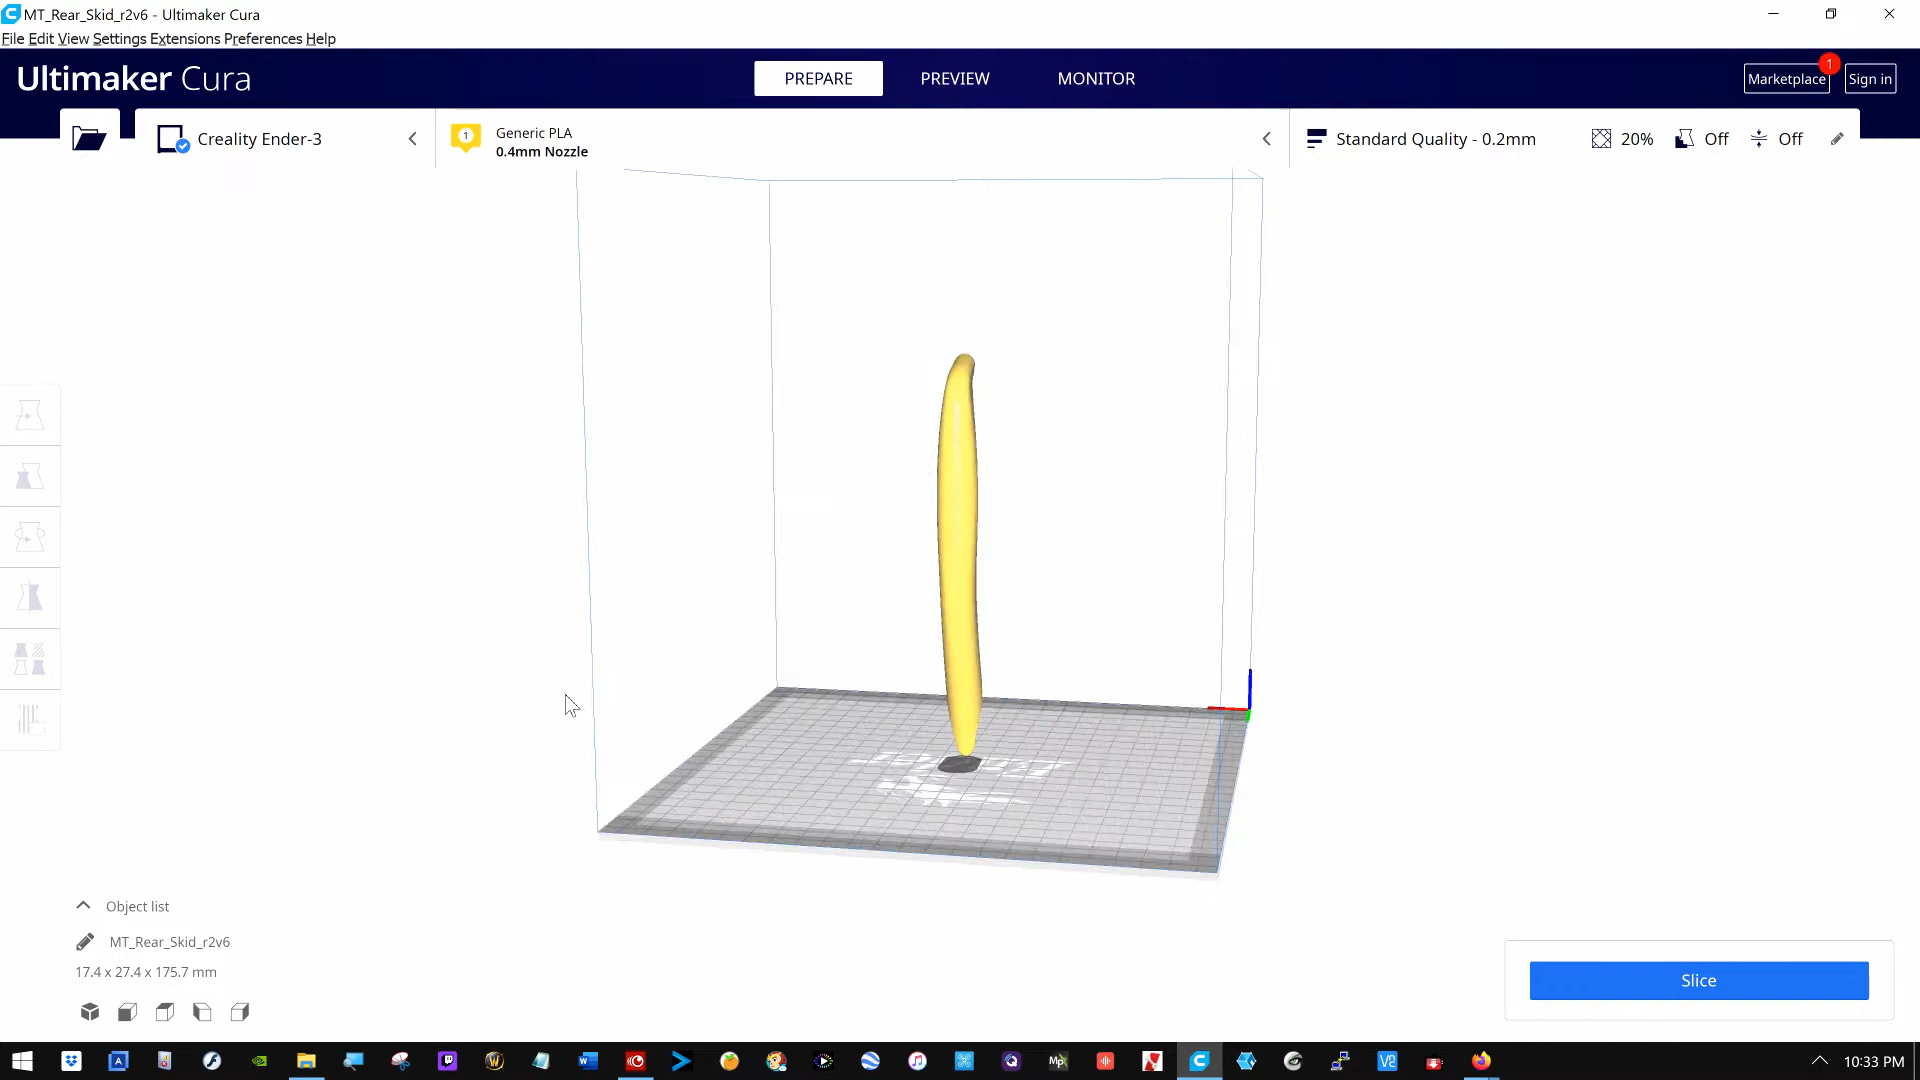 MT_Rear_Skid_r2v6 - Ultimaker Cura
File Edit View Settings Extensions Preferences Help
Ultimaker Cura
PREPARE
PREVIEW
MONITOR
Marketplace
1
Sign in
Creality Ender-3
1
Generic PLA
0.4mm Nozzle
Standard Quality - 0.2mm
20%
Off
Off
Object list
MT_Rear_Skid_r2v6
17.4 x 27.4 x 175.7 mm
Slice
10:33 PM